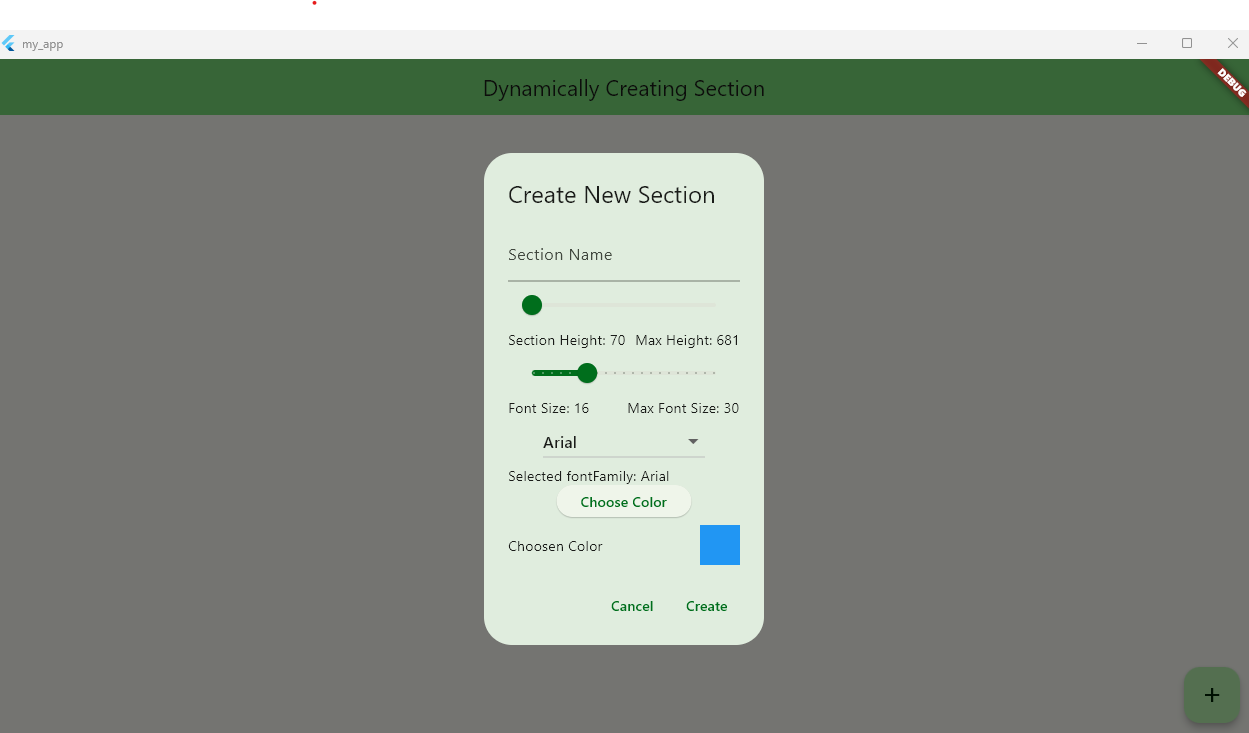 my_app
Dynamically Creating Section
DEBUG
Create New Section
Section Name
Section Height: 70 Max Height: 681
Font Size: 16 Max Font Size: 30
Arial
Selected fontFamily: Arial
Choose Color
Choosen Color
Cancel Create
+